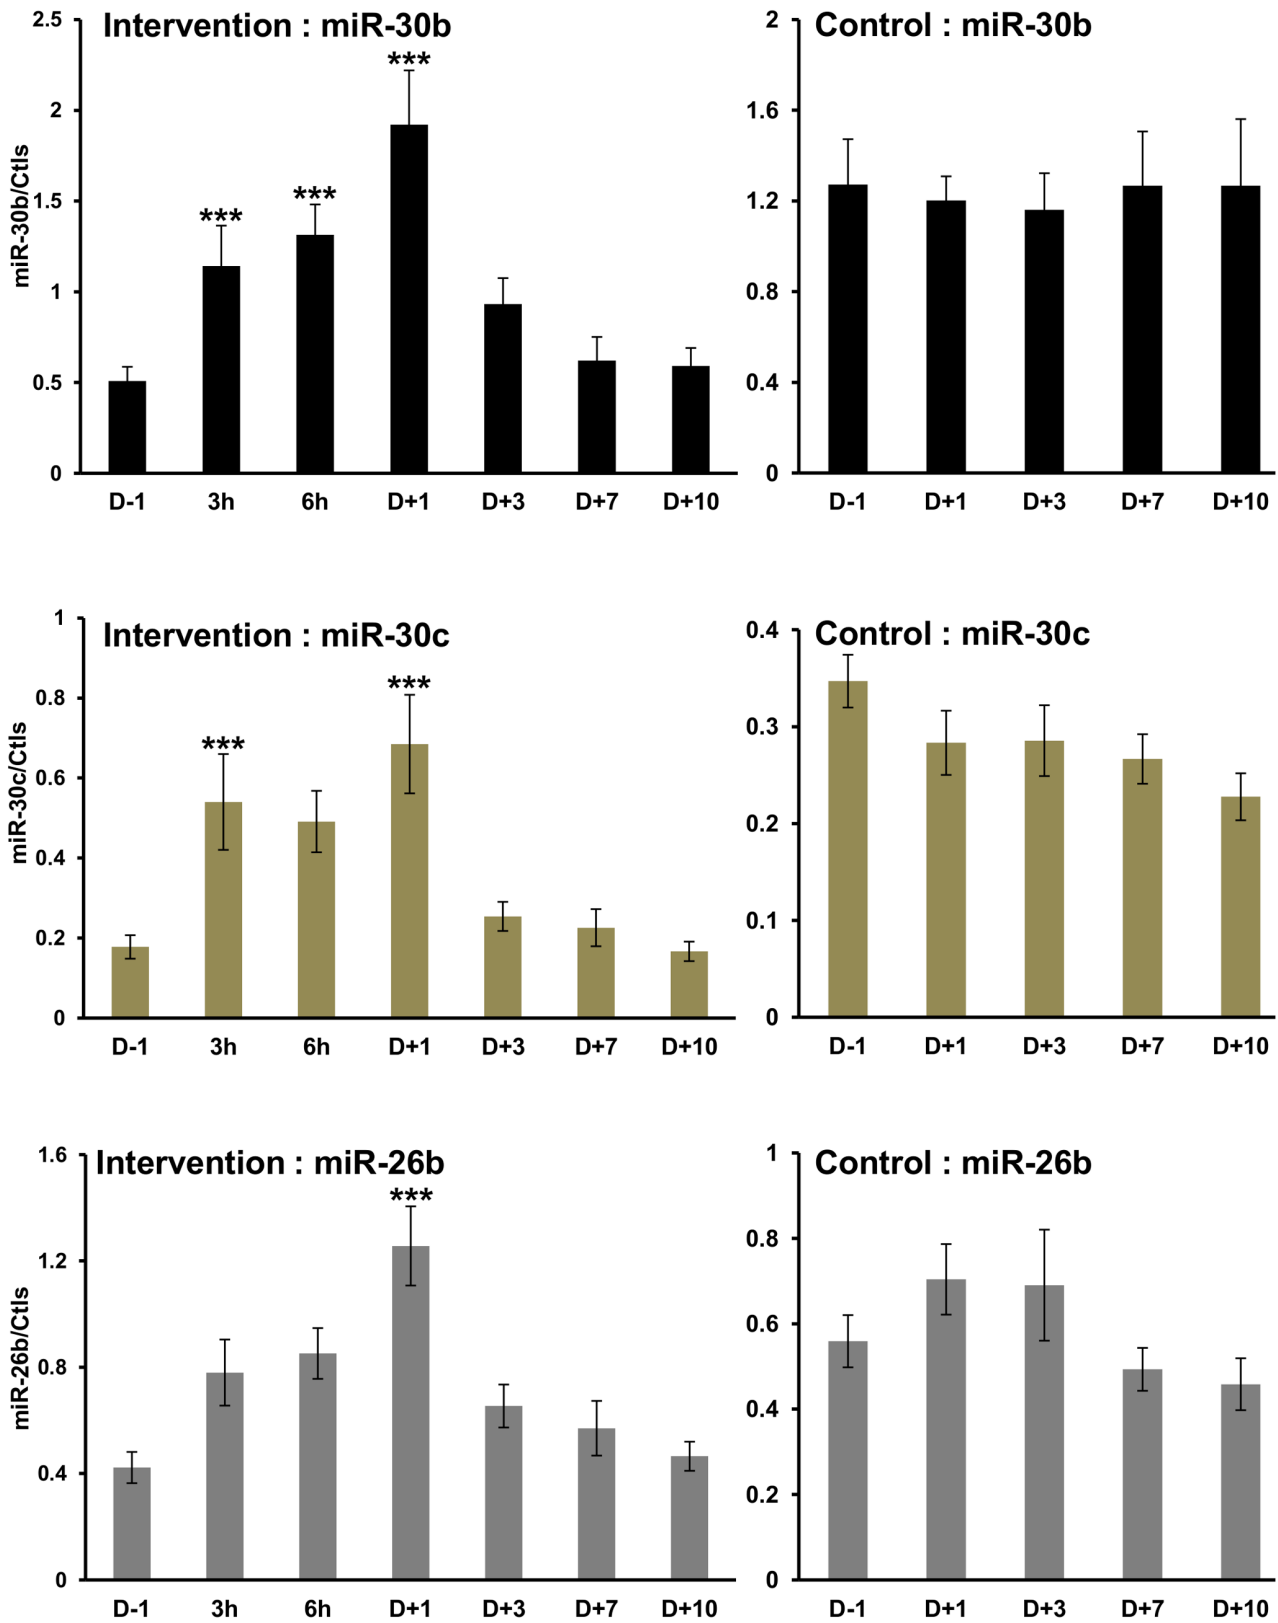 Intervention : miR-30b
miR-30b/Ctls
2.5
2
1.5
1
0.5
0
***
***
***
D-1 3h 6h D+1 D+3 D+7 D+10
Control : miR-30b
2
1.6
1.2
0.8
0.4
0
D-1 D+1 D+3 D+7 D+10
Intervention : miR-30c
miR-30c/Ctls
1
0.8
0.6
0.4
0.2
0
***
***
D-1 3h 6h D+1 D+3 D+7 D+10
Control : miR-30c
0.4
0.3
0.2
0.1
0
D-1 D+1 D+3 D+7 D+10
Intervention : miR-26b
miR-26b/Ctls
1.6
1.2
0.8
0.4
0
***
D-1 3h 6h D+1 D+3 D+7 D+10
Control : miR-26b
1
0.8
0.6
0.4
0.2
0
D-1 D+1 D+3 D+7 D+10